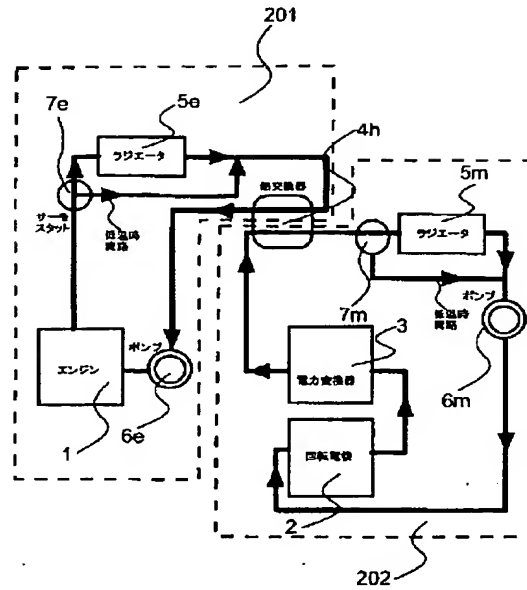 201
7e
5e
ラジエータ
4h
熱交換器
サーモ
スタット
低温時
回路
5m
ラジエータ
7m
低温時
回路
ポンプ
3
6m
エンジン
ポンプ
電力変換器
1
6e
回転電機
2
202